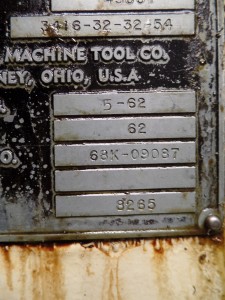 3416-32-32-54
MACHINE TOOL CO.
NEY, OHIO, U.S.A.
5-62
62
O. 68K-09087
8265